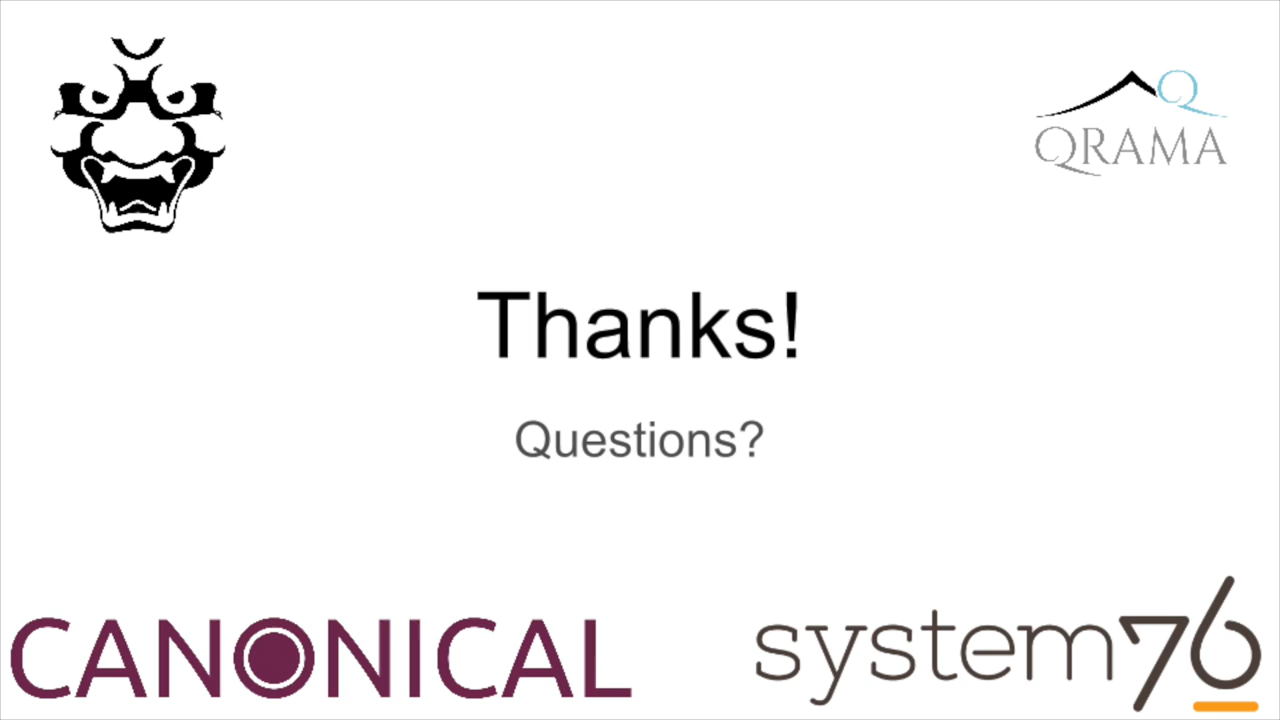 QRAMA
Thanks!
Questions?
CANONICAL
system76